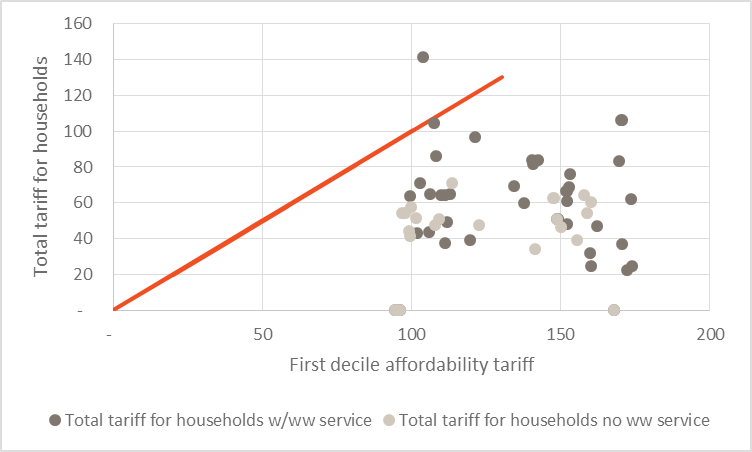 160
140
120
100
80
60
40
20
-
Total tariff for households
- 50 100 150 200
First decile affordability tariff
Total tariff for households w/ww service Total tariff for households no ww service